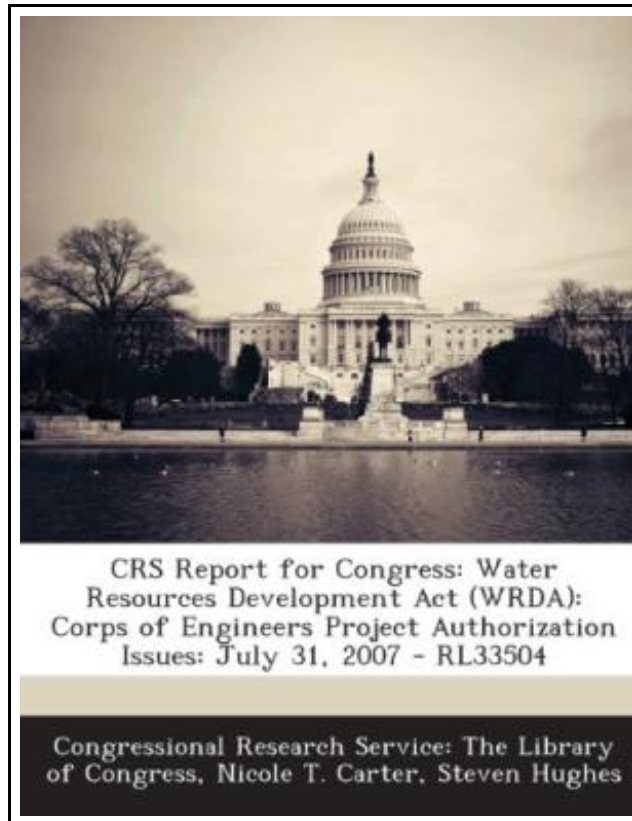 CRS Report for Congress: Water
Resources Development Act (WRDA):
Corps of Engineers Project Authorization
Issues: July 31, 2007 - RL33504
Congressional Research Service: The Library
of Congress, Nicole T. Carter, Steven Hughes